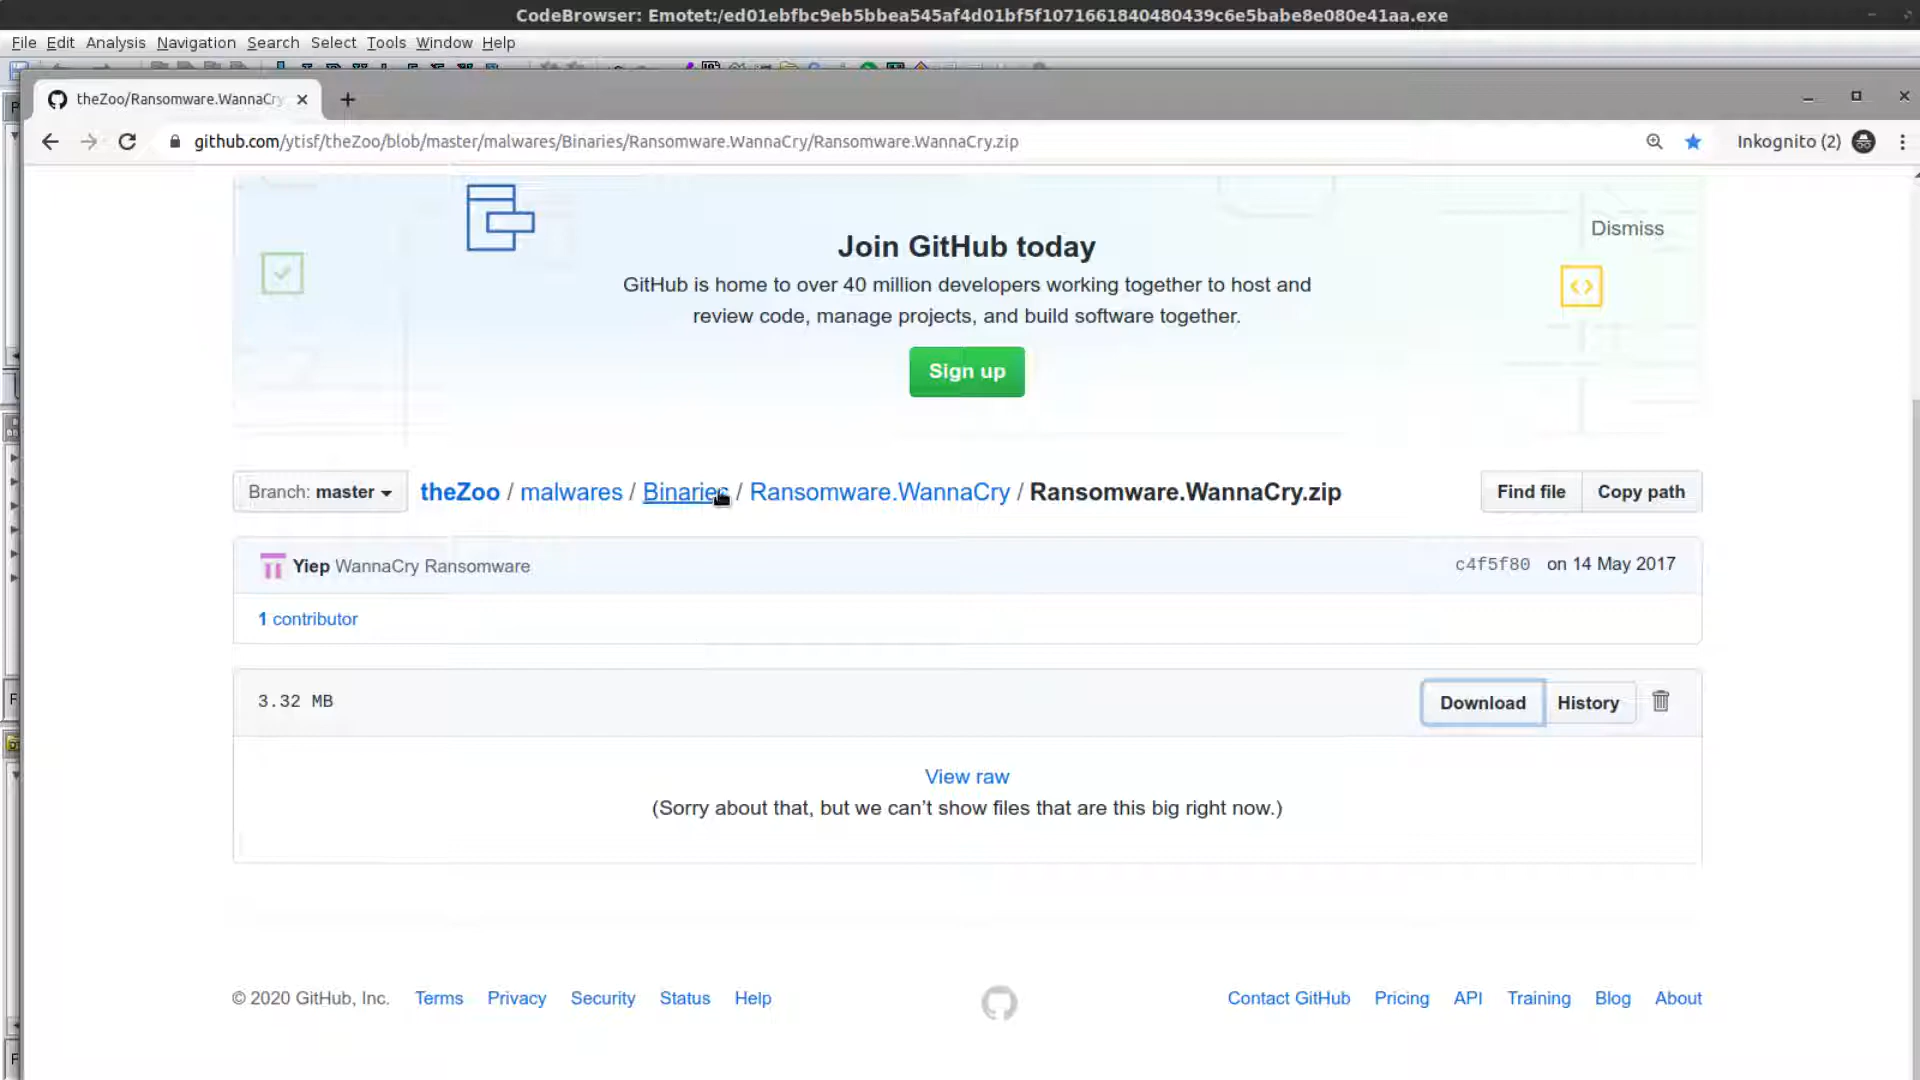 CodeBrowser: Emotet:/ed01ebfbc9eb5bbea545af4d01bf5f1071661840480439c6e5babe8e080e41aa.exe
File Edit Analysis Navigation Search Select Tools Window Help
theZoo/Ransomware.WannaCry
github.com/ytisf/theZoo/blob/master/malwares/Binaries/Ransomware.WannaCry/Ransomware.WannaCry.zip
Inkognito (2)
Dismiss
Join GitHub today
GitHub is home to over 40 million developers working together to host and
review code, manage projects, and build software together.
Sign up
Branch: master
theZoo / malwares / Binaries / Ransomware.WannaCry / Ransomware.WannaCry.zip
Find file Copy path
Yiep WannaCry Ransomware
c4f5f80 on 14 May 2017
1 contributor
3.32 MB
Download History
View raw
(Sorry about that, but we can’t show files that are this big right now.)
© 2020 GitHub, Inc. Terms Privacy Security Status Help
Contact GitHub Pricing API Training Blog About